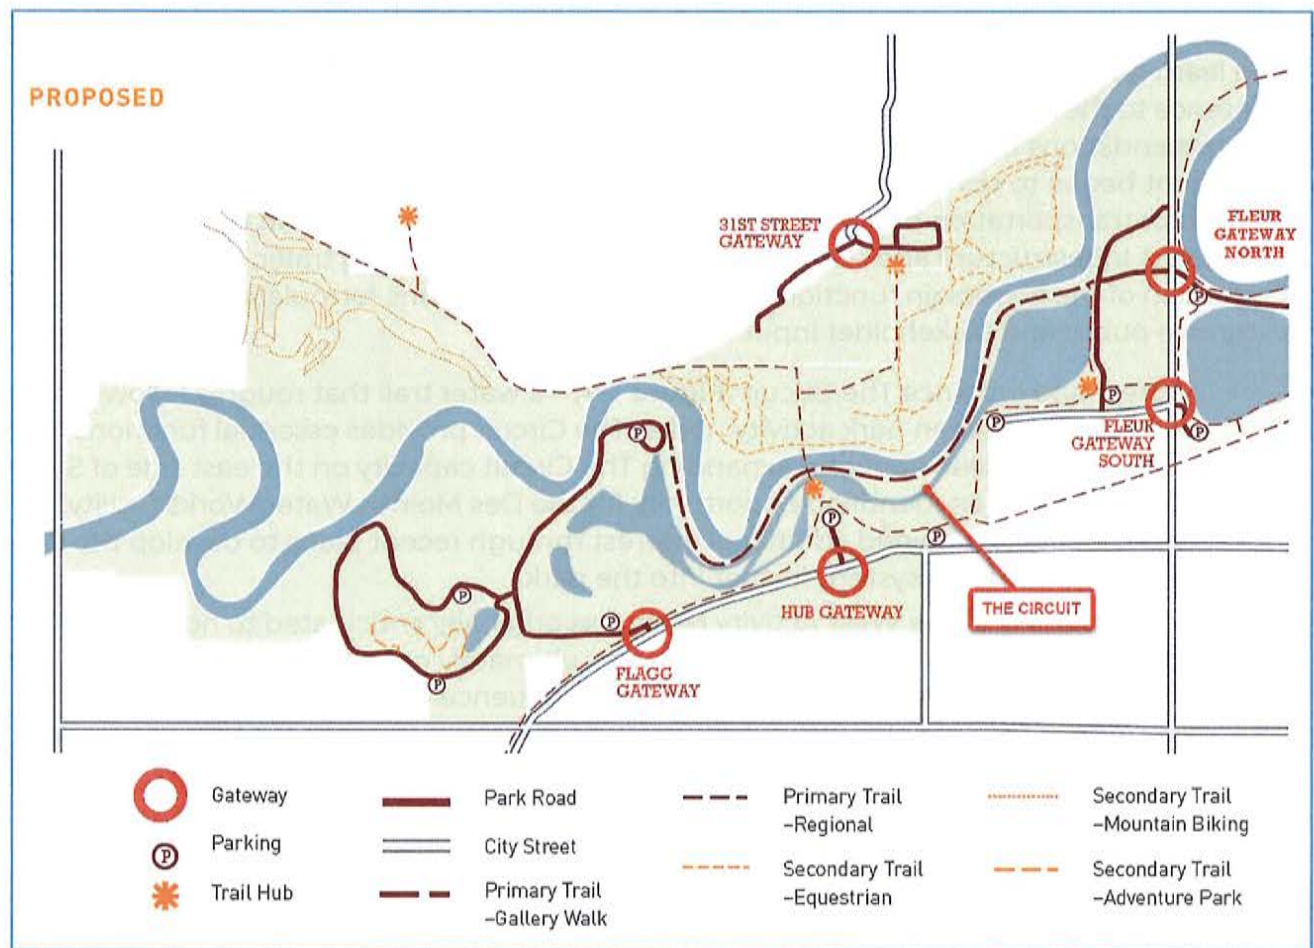 PROPOSED
31ST STREET
GATEWAY
FLEUR
GATEWAY
NORTH
P
P
FLEUR
GATEWAY
SOUTH
P
P
P
P
P
HUB GATEWAY
THE CIRCUIT
P
P
P
FLAGG
GATEWAY
Gateway
P
Parking
Trail Hub
Park Road
City Street
Primary Trail
–Gallery Walk
Primary Trail
–Regional
Secondary Trail
–Equestrian
Secondary Trail
–Mountain Biking
Secondary Trail
–Adventure Park